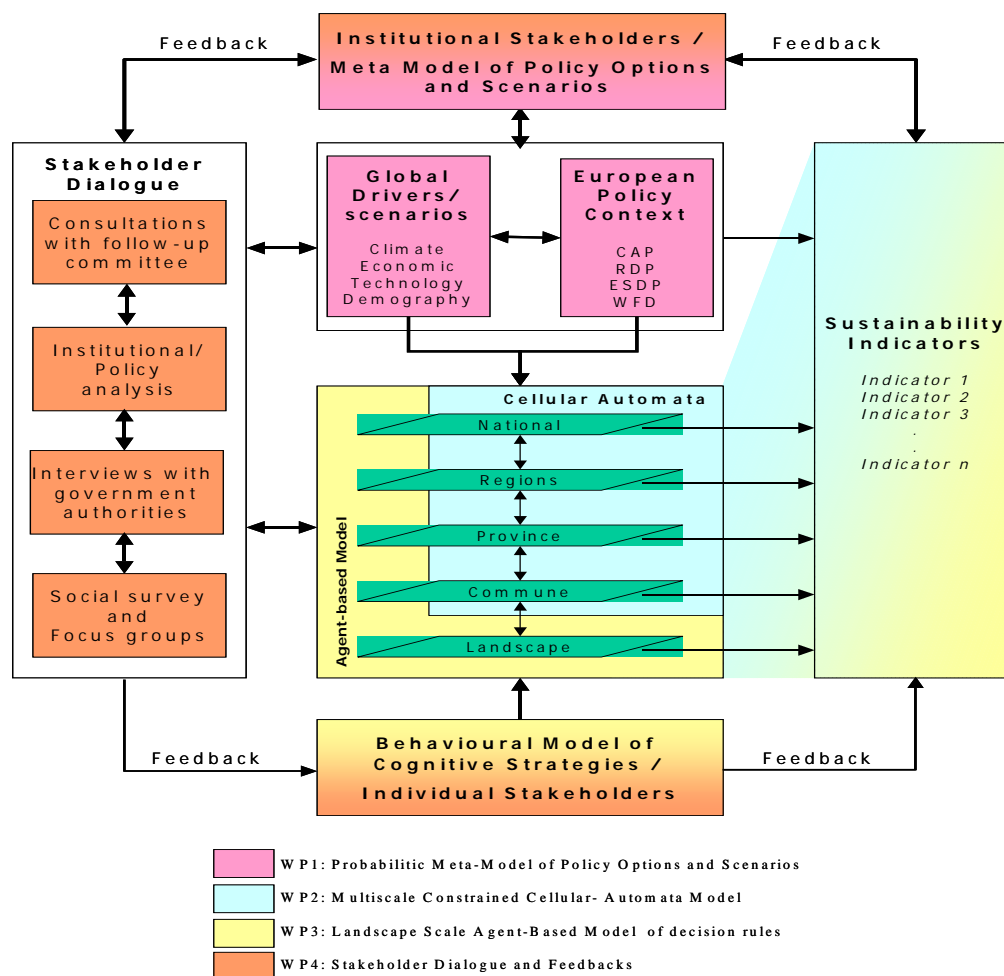 Feedback
Institutional Stakeholders /
Meta Model of Policy Options
and Scenarios
Feedback
Stakeholder
Dialogue
Consultations
with follow-up
committee
Institutional/
Policy
analysis
Interviews with
government
authorities
Social survey
and
Focus groups
Global
Drivers/
scenarios
Climate
Economic
Technology
Demography
European
Policy
Context
CAP
RDP
ESDP
WFD
Cellular Automata
National
Regions
Province
Commune
Landscape
Agent-based Model
Sustainability
Indicators
Indicator 1
Indicator 2
Indicator 3
.
.
Indicator n
Feedback
Behavioural Model of
Cognitive Strategies /
Individual Stakeholders
Feedback
WP1: Probabilitic Meta-Model of Policy Options and Scenarios
WP2: Multiscale Constrained Cellular- Automata Model
WP3: Landscape Scale Agent-Based Model of decision rules
WP4: Stakeholder Dialogue and Feedbacks